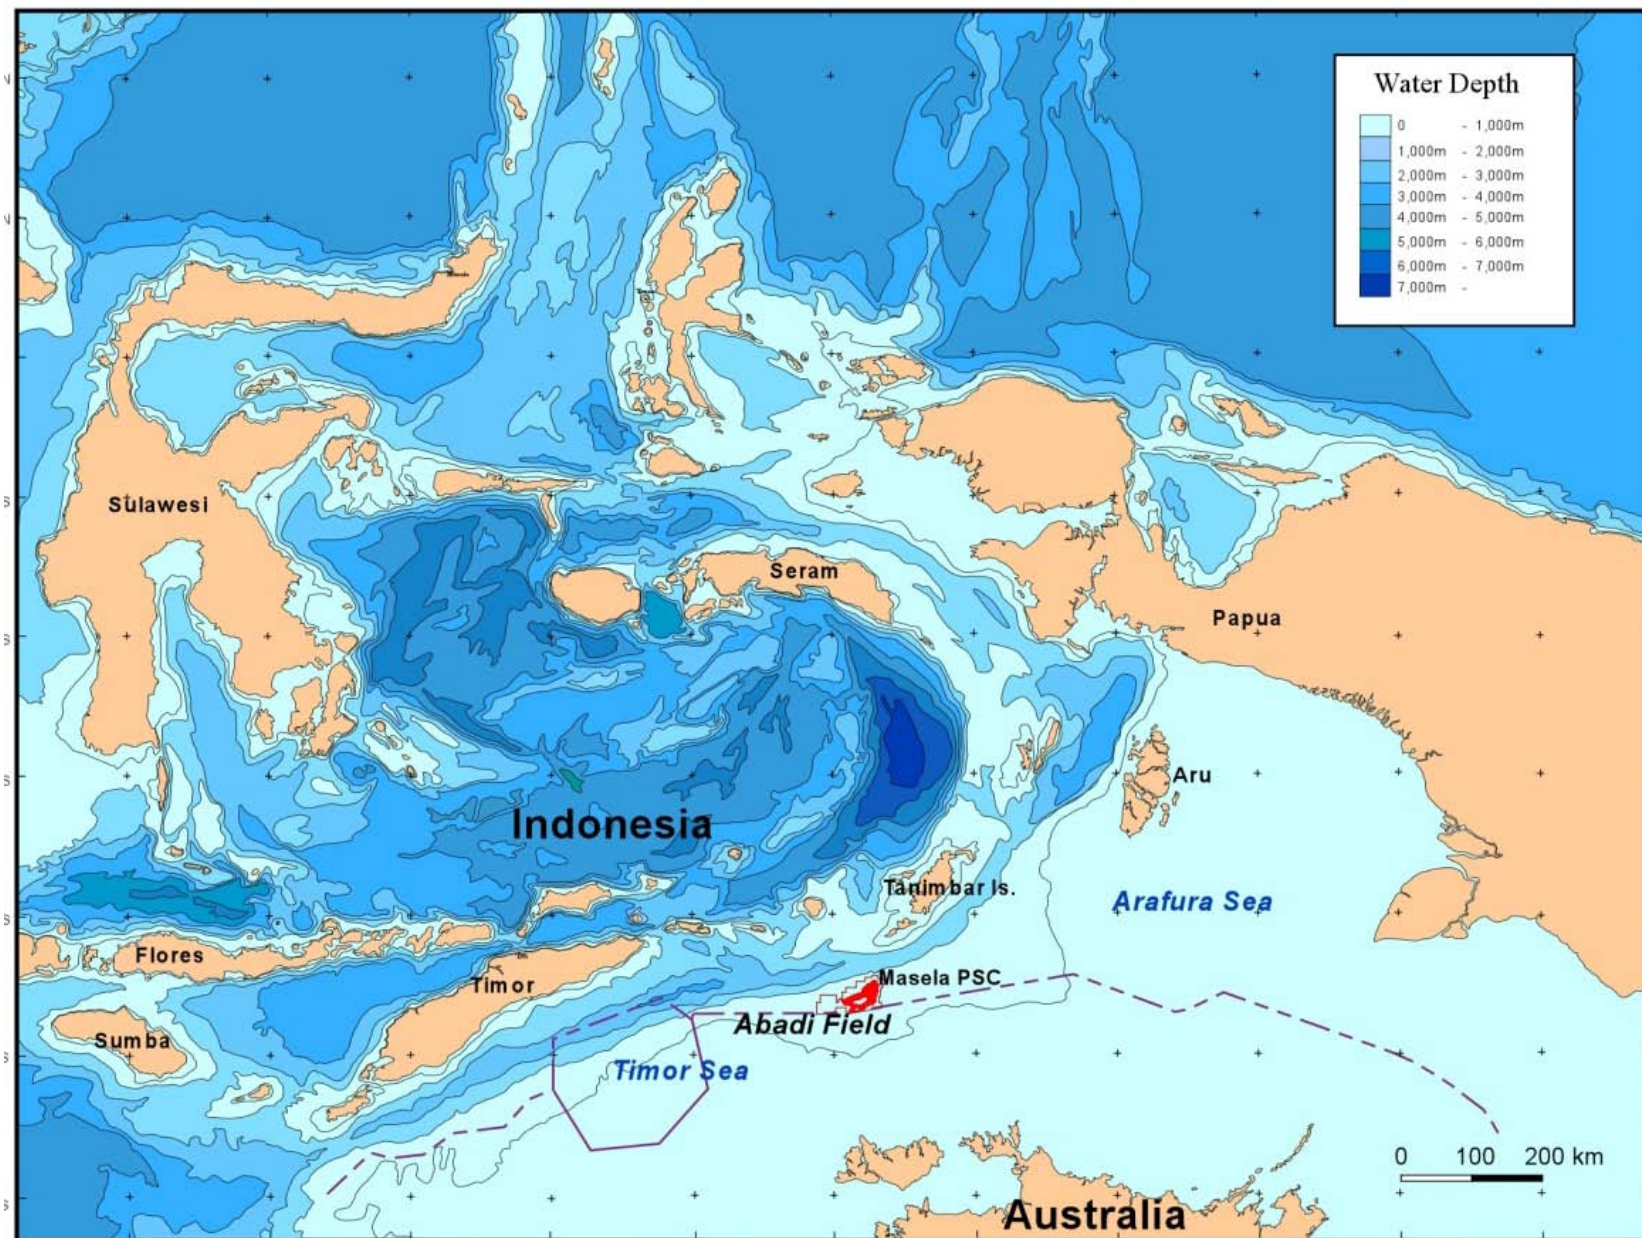 Water Depth
0 - 1,000m
1,000m - 2,000m
2,000m - 3,000m
3,000m - 4,000m
4,000m - 5,000m
5,000m - 6,000m
6,000m - 7,000m
7,000m -
Sulawesi
Seram
Papua
Aru
Indonesia
Tanimbar Is.
Arafura Sea
Flores
Timor
Masela PSC
Abadi Field
Sumba
Timor Sea
0 100 200 km
Australia